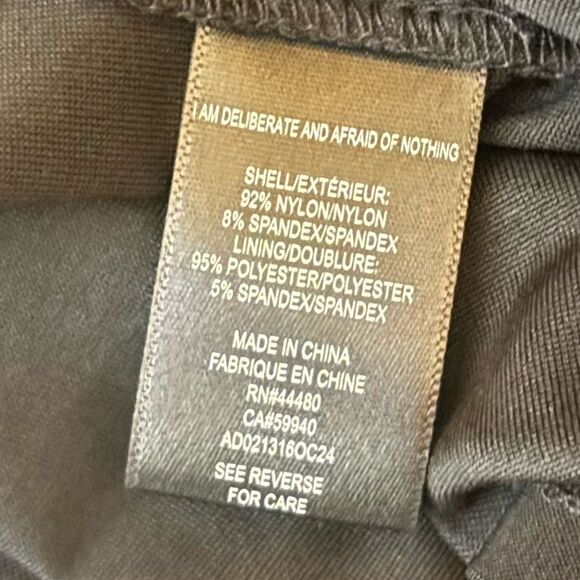 I AM DELIBERATE AND AFRAID OF NOTHING
SHELL/EXTÉRIEUR:
92% NYLON/NYLON
8% SPANDEX/SPANDEX
LINING/DOUBLURE:
95% POLYESTER/POLYESTER
5% SPANDEX/SPANDEX
MADE IN CHINA
FABRIQUE EN CHINE
RN#44480
CA#59940
AD021316OC24
SEE REVERSE
FOR CARE